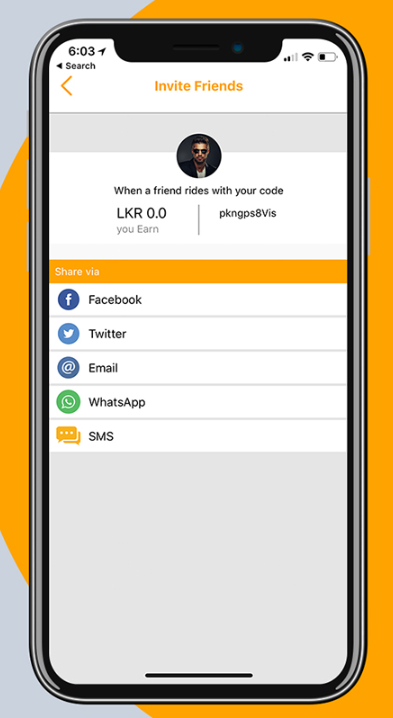 6:03
◀ Search
Invite Friends
When a friend rides with your code
LKR 0.0
you Earn
pkngps8Vis
Share via
Facebook
Twitter
Email
WhatsApp
SMS